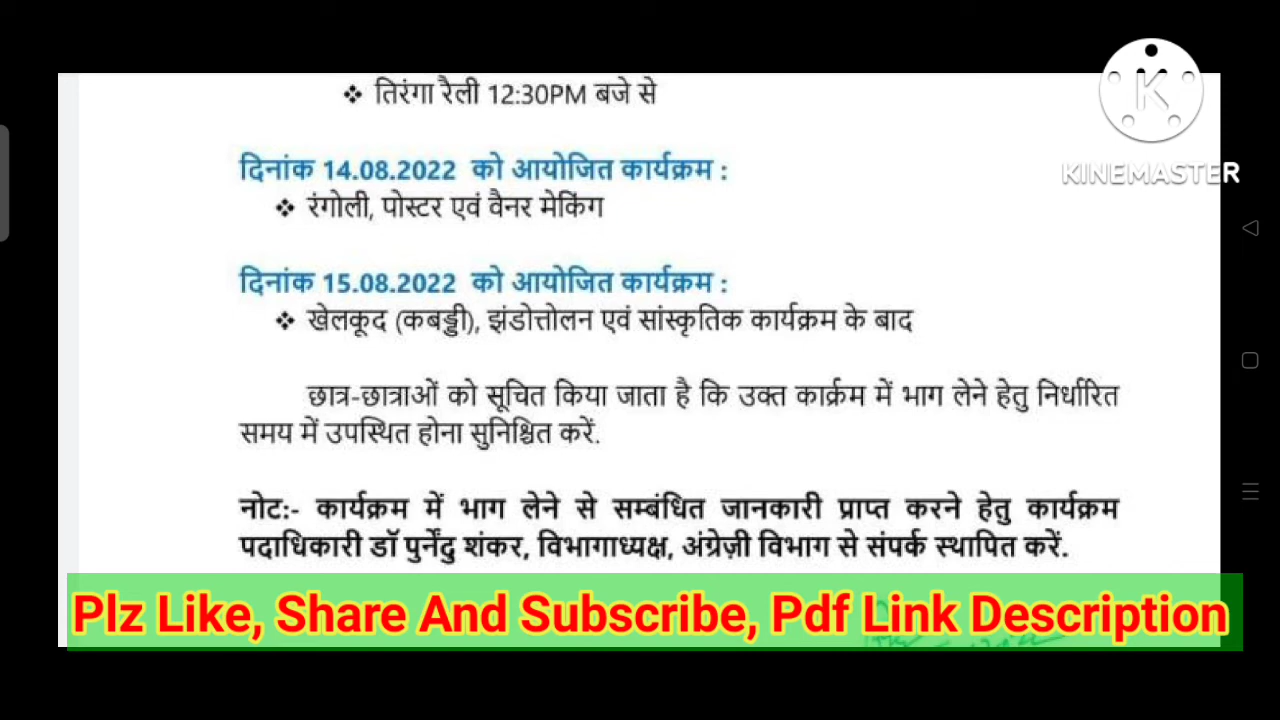 ❖ तिरंगा रैली 12:30PM बजे से
KINEMASTER
दिनांक 14.08.2022 को आयोजित कार्यक्रम :
❖ रंगोली, पोस्टर एवं वैनर मेकिंग
दिनांक 15.08.2022 को आयोजित कार्यक्रम :
❖ खेलकूद (कबड्डी), झंडोत्तोलन एवं सांस्कृतिक कार्यक्रम के बाद
छात्र-छात्राओं को सूचित किया जाता है कि उक्त कार्क्रम में भाग लेने हेतु निर्धारित
समय में उपस्थित होना सुनिश्चित करें.
नोट:- कार्यक्रम में भाग लेने से सम्बंधित जानकारी प्राप्त करने हेतु कार्यक्रम
पदाधिकारी डॉ पुर्नेंदु शंकर, विभागाध्यक्ष, अंग्रेज़ी विभाग से संपर्क स्थापित करें.
Plz Like, Share And Subscribe, Pdf Link Description